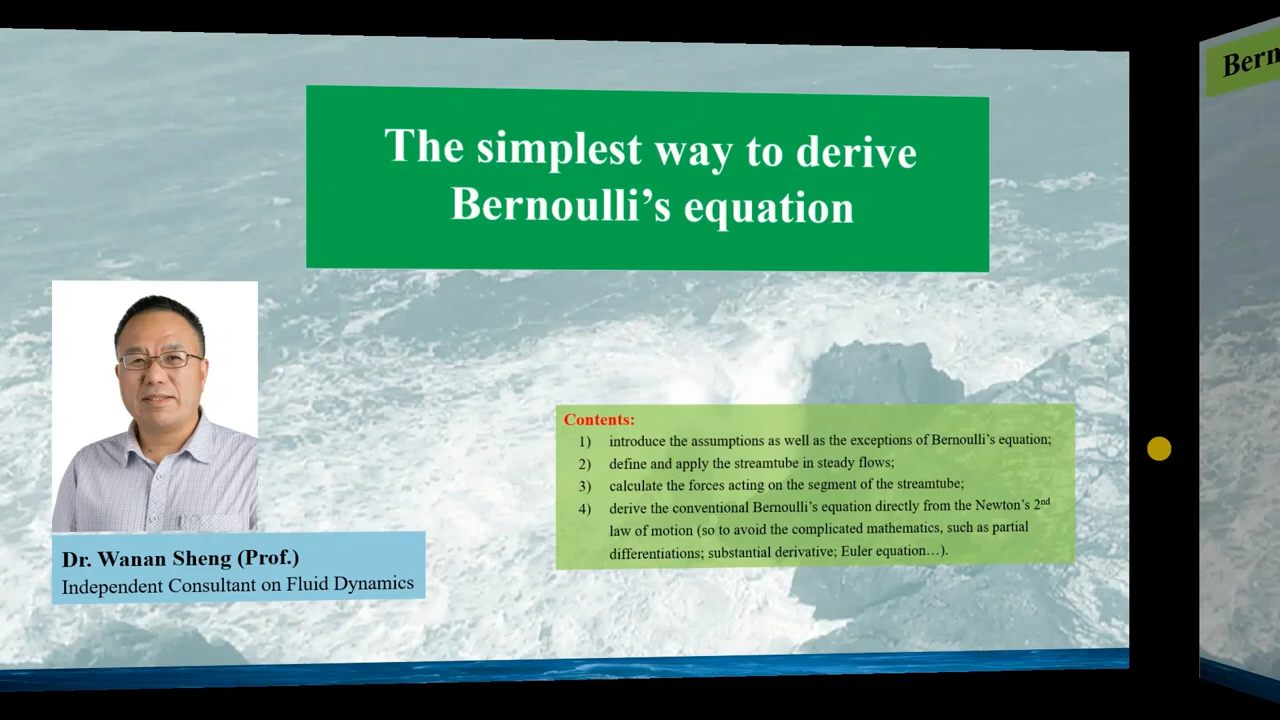 The simplest way to derive
Bernoulli's equation
Contents:
1) introduce the assumptions as well as the exceptions of Bernoulli's equation;
2) define and apply the streamtube in steady flows;
3) calculate the forces acting on the segment of the streamtube;
4) derive the conventional Bernoulli's equation directly from the Newton's 2nd
law of motion (so to avoid the complicated mathematics, such as partial
differentiations; substantial derivative; Euler equation…).
Dr. Wanan Sheng (Prof.)
Independent Consultant on Fluid Dynamics